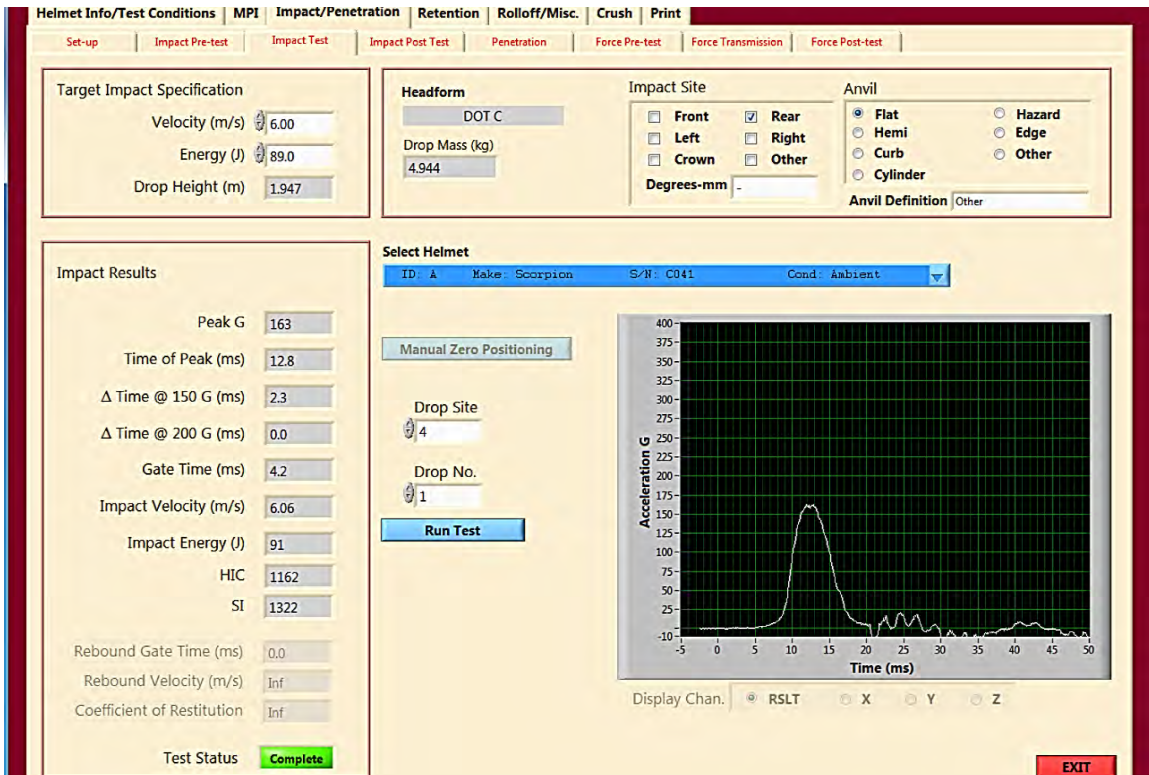 Helmet Info/Test Conditions MPI Impact/Penetration Retention Rolloff/Misc. Crush Print
Set-up Impact Pre-test Impact Test Impact Post Test Penetration Force Pre-test Force Transmission Force Post-test
Target Impact Specification
Velocity (m/s) 6.00
Energy (J) 89.0
Drop Height (m) 1.947
Headform
DOT C
Drop Mass (kg)
4.944
Impact Site
Front Rear
Left Right
Crown Other
Degrees-mm -
Anvil
Flat Hazard
Hemi Edge
Curb Other
Cylinder
Anvil Definition Other
Impact Results
Peak G 163
Time of Peak (ms) 12.8
Δ Time @ 150 G (ms) 2.3
Δ Time @ 200 G (ms) 0.0
Gate Time (ms) 4.2
Impact Velocity (m/s) 6.06
Impact Energy (J) 91
HIC 1162
SI 1322
Rebound Gate Time (ms) 0.0
Rebound Velocity (m/s) Inf
Coefficient of Restitution Inf
Test Status Complete
Select Helmet
ID: A Make: Scorpion S/N: C041 Cond: Ambient
Manual Zero Positioning
Drop Site
4
Drop No.
1
Run Test
Acceleration G
400
375
350
325
300
275
250
225
200
175
150
125
100
75
50
25
-10
-5 0 5 10 15 20 25 30 35 40 45 50
Time (ms)
Display Chan. RSLT X Y Z
EXIT